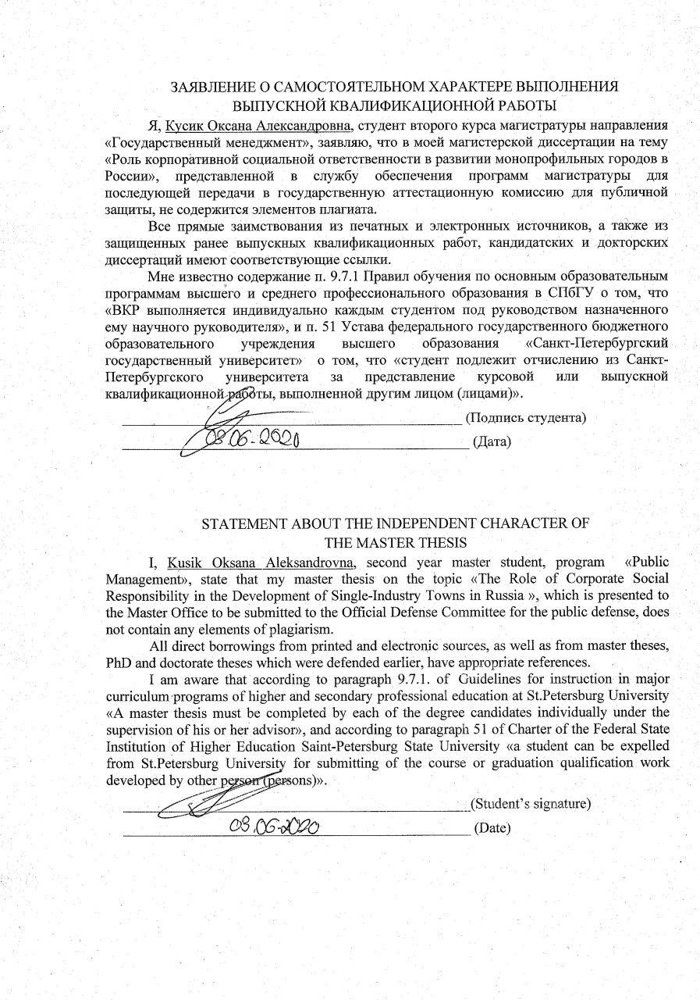 ЗАЯВЛЕНИЕ О САМОСТОЯТЕЛЬНОМ ХАРАКТЕРЕ ВЫПОЛНЕНИЯ
ВЫПУСКНОЙ КВАЛИФИКАЦИОННОЙ РАБОТЫ
Я, Кусик Оксана Александровна, студент второго курса магистратуры направления
«Государственный менеджмент», заявляю, что в моей магистерской диссертации на тему
«Роль корпоративной социальной ответственности в развитии монопрофильных городов в
России», представленной в службу обеспечения программ магистратуры для
последующей передачи в государственную аттестационную комиссию для публичной
защиты, не содержится элементов плагиата.
Все прямые заимствования из печатных и электронных источников, а также из
защищенных ранее выпускных квалификационных работ, кандидатских и докторских
диссертаций имеют соответствующие ссылки.
Мне известно содержание п. 9.7.1 Правил обучения по основным образовательным
программам высшего и среднего профессионального образования в СПбГУ о том, что
«ВКР выполняется индивидуально каждым студентом под руководством назначенного
ему научного руководителя», и п. 51 Устава федерального государственного бюджетного
образовательного учреждения высшего образования «Санкт-Петербургский
государственный университет» о том, что «студент подлежит отчислению из Санкт-
Петербургского университета за представление курсовой или выпускной
квалификационной работы, выполненной другим лицом (лицами)».
(Подпись студента)
03.06.2020 (Дата)
STATEMENT ABOUT THE INDEPENDENT CHARACTER OF
THE MASTER THESIS
I, Kusik Oksana Aleksandrovna, second year master student, program «Public
Management», state that my master thesis on the topic «The Role of Corporate Social
Responsibility in the Development of Single-Industry Towns in Russia », which is presented to
the Master Office to be submitted to the Official Defense Committee for the public defense, does
not contain any elements of plagiarism.
All direct borrowings from printed and electronic sources, as well as from master theses,
PhD and doctorate theses which were defended earlier, have appropriate references.
I am aware that according to paragraph 9.7.1. of Guidelines for instruction in major
curriculum programs of higher and secondary professional education at St.Petersburg University
«A master thesis must be completed by each of the degree candidates individually under the
supervision of his or her advisor», and according to paragraph 51 of Charter of the Federal State
Institution of Higher Education Saint-Petersburg State University «a student can be expelled
from St.Petersburg University for submitting of the course or graduation qualification work
developed by other person (persons)».
(Student’s signature)
03.06.2020 (Date)